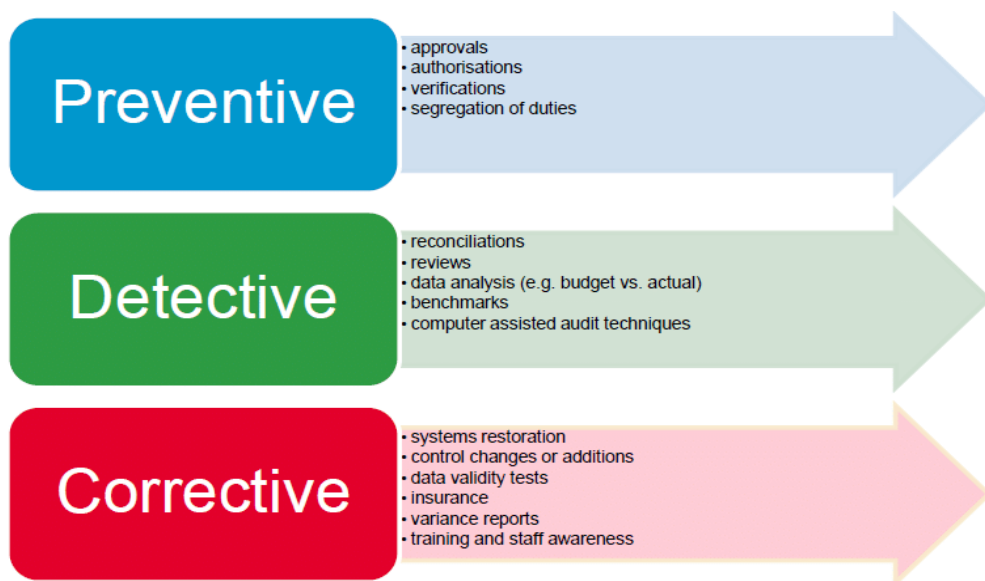 Preventive
• approvals
• authorisations
• verifications
• segregation of duties
Detective
• reconciliations
• reviews
• data analysis (e.g. budget vs. actual)
• benchmarks
• computer assisted audit techniques
Corrective
• systems restoration
• control changes or additions
• data validity tests
• insurance
• variance reports
• training and staff awareness